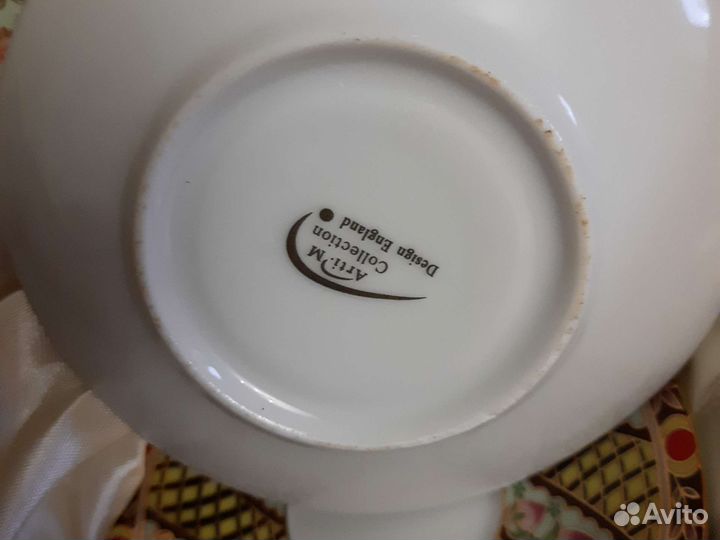 Arti M
Collection
Design England
Avito